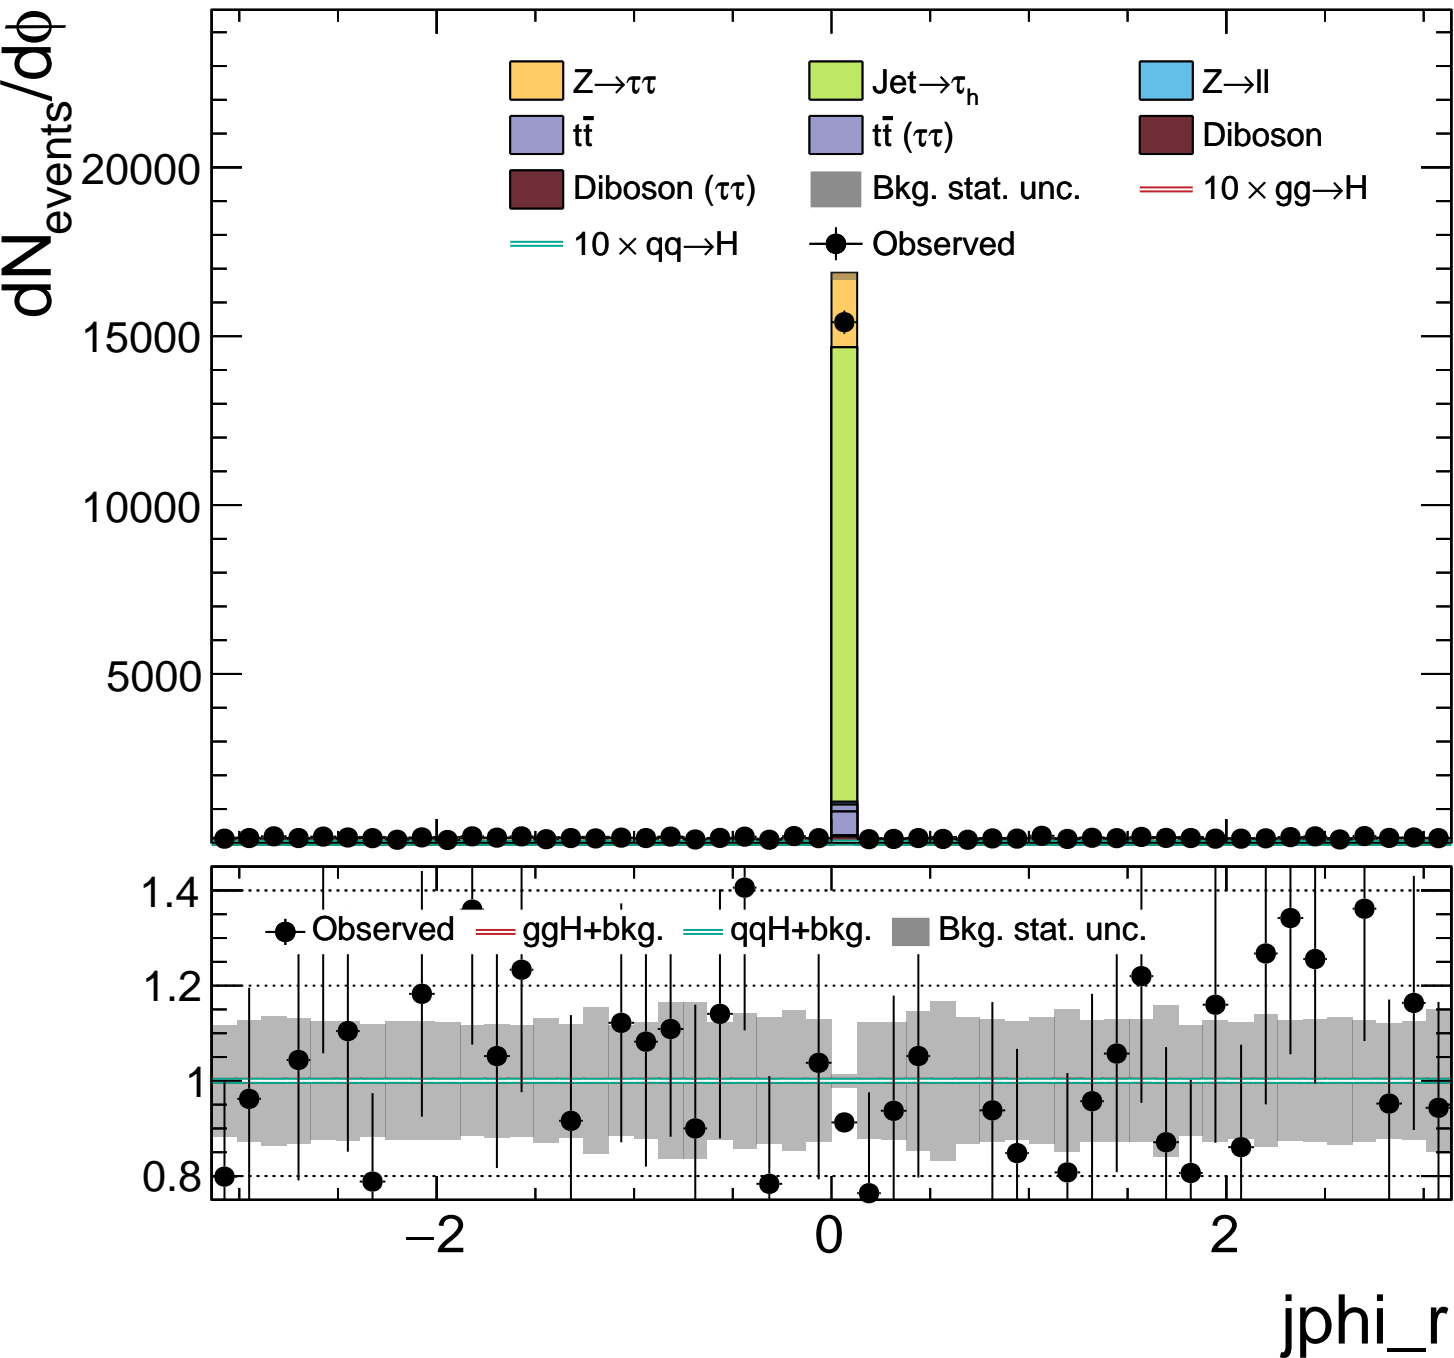 dN_events/dϕ
Z→ττ Jet→τ_h Z→ll
tt̄ tt̄ (ττ) Diboson
Diboson (ττ) Bkg. stat. unc. 10 × gg→H
10 × qq→H Observed
20000
15000
10000
5000
1.4
Observed ggH+bkg. qqH+bkg. Bkg. stat. unc.
1.2
1
0.8
−2 0 2
jphi_r